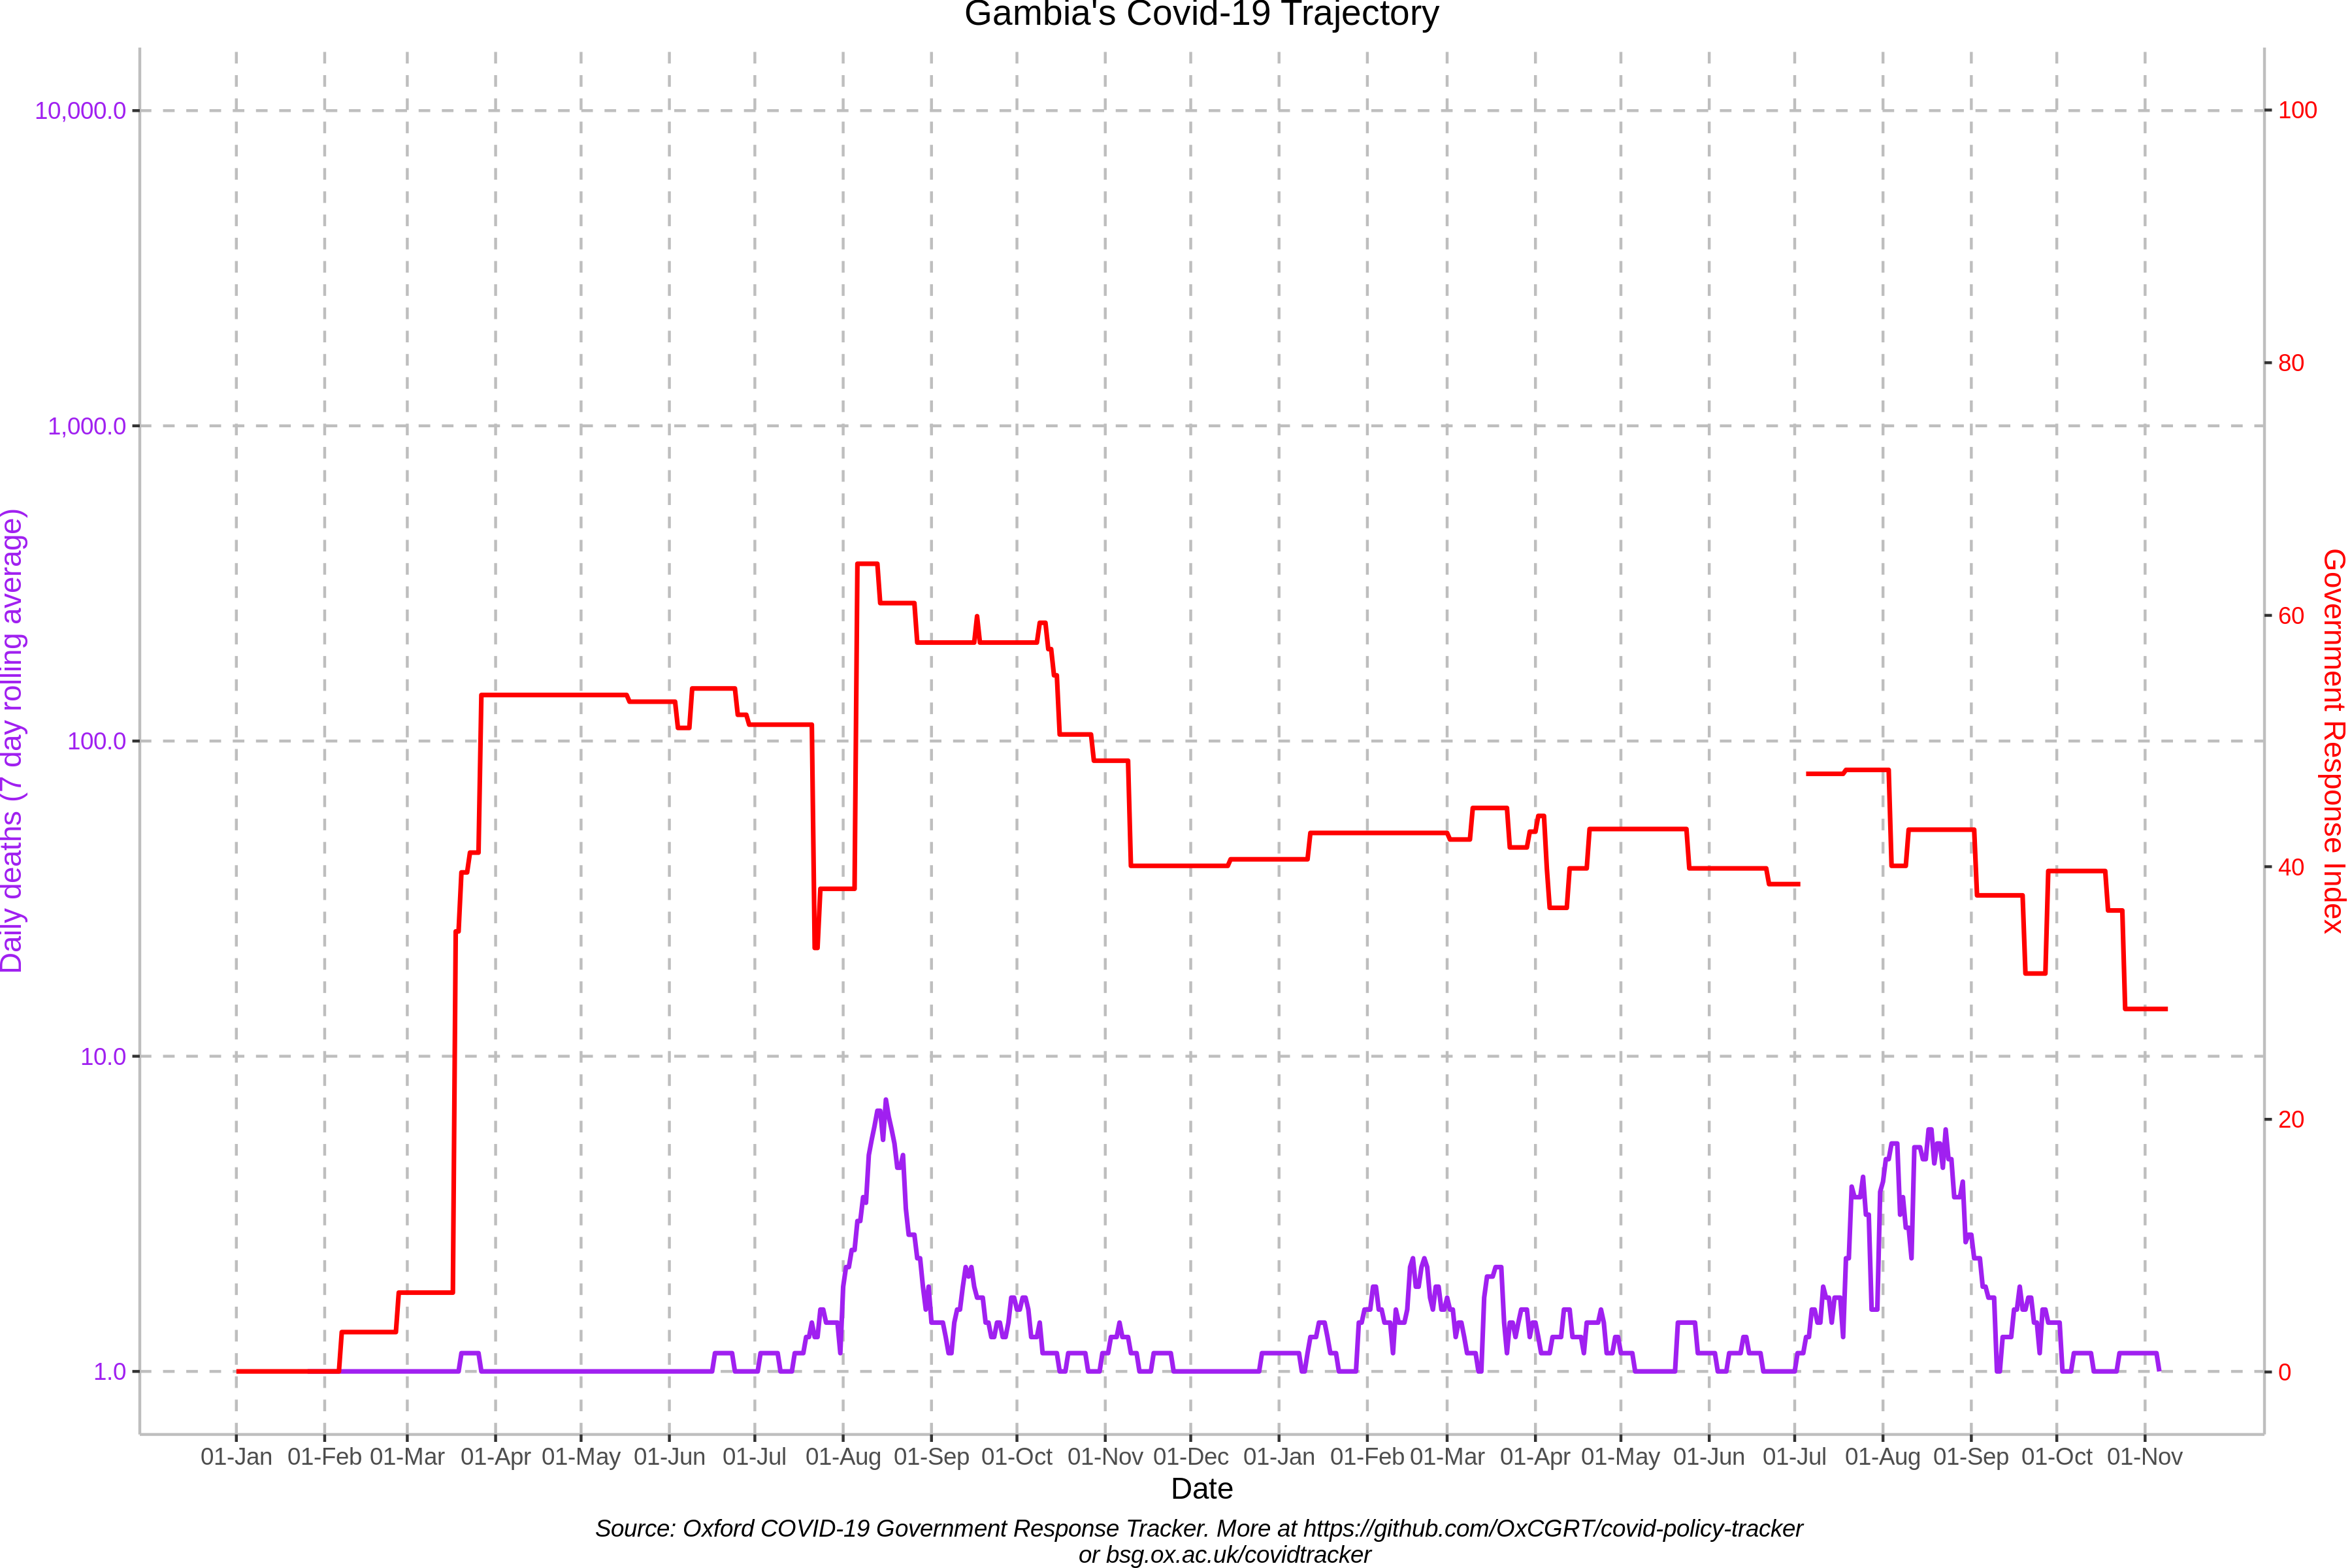 Gambia's Covid-19 Trajectory
Daily deaths (7 day rolling average)
10,000.0
1,000.0
100.0
10.0
1.0
100
80
60
40
20
0
Government Response Index
01-Jan 01-Feb 01-Mar 01-Apr 01-May 01-Jun 01-Jul 01-Aug 01-Sep 01-Oct 01-Nov 01-Dec 01-Jan 01-Feb 01-Mar 01-Apr 01-May 01-Jun 01-Jul 01-Aug 01-Sep 01-Oct 01-Nov
Date
Source: Oxford COVID-19 Government Response Tracker. More at https://github.com/OxCGRT/covid-policy-tracker
or bsg.ox.ac.uk/covidtracker